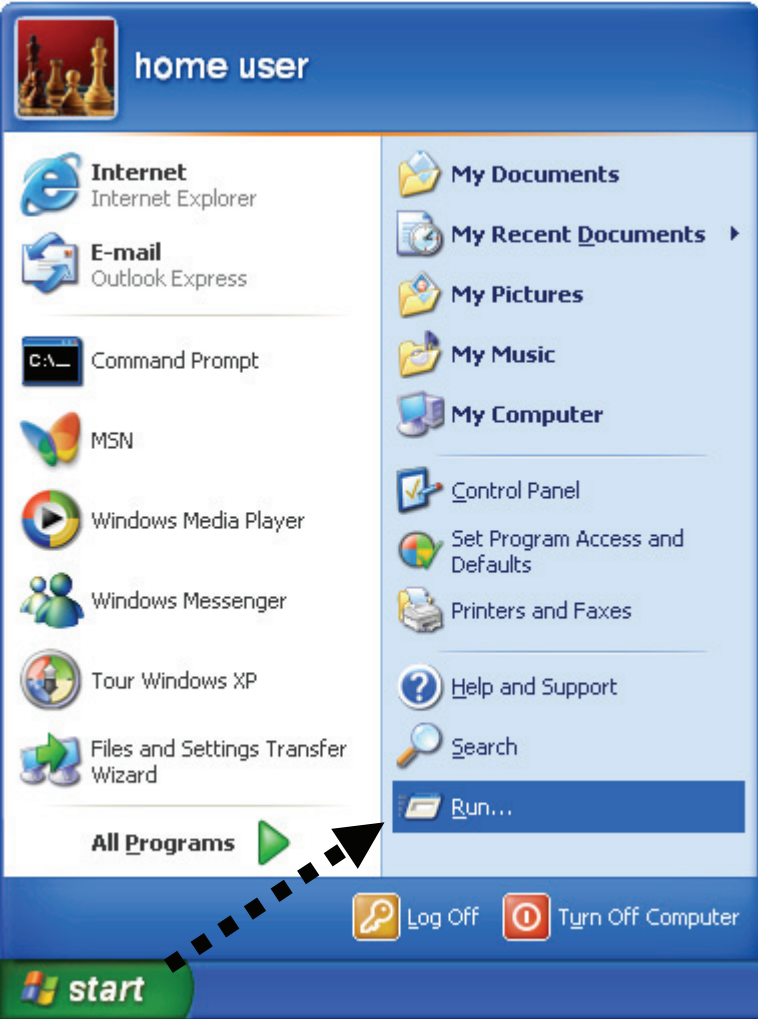 home user
Internet
Internet Explorer
E-mail
Outlook Express
C:\_
Command Prompt
MSN
Windows Media Player
Windows Messenger
Tour Windows XP
Files and Settings Transfer
Wizard
All Programs
My Documents
My Recent Documents
My Pictures
My Music
My Computer
Control Panel
Set Program Access and
Defaults
Printers and Faxes
Help and Support
Search
Run...
Log Off
Turn Off Computer
start